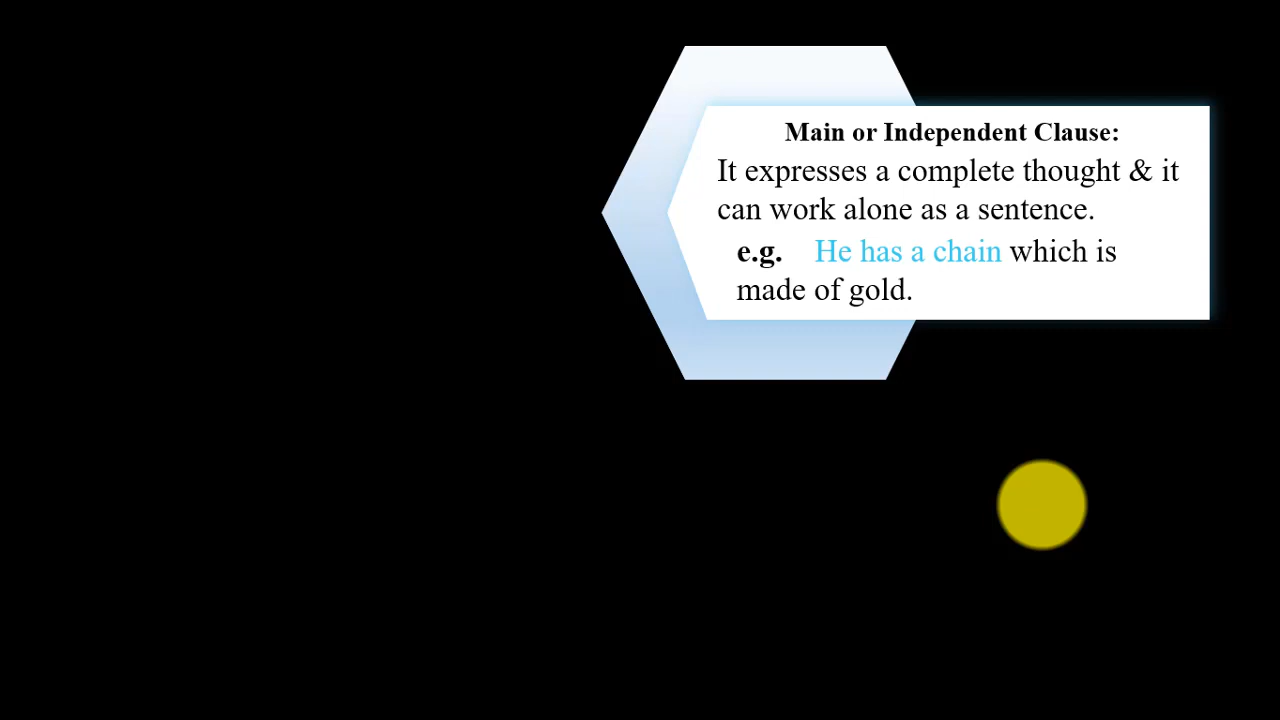 Main or Independent Clause:
It expresses a complete thought & it
can work alone as a sentence.
e.g. He has a chain which is
made of gold.